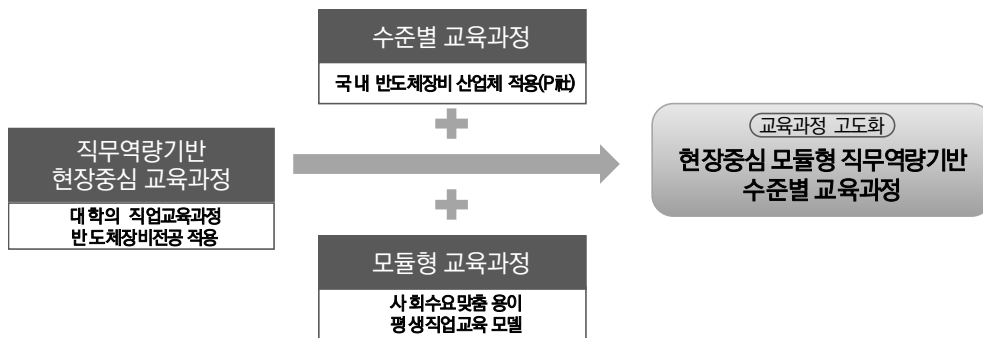 수준별 교육과정
국내 반도체장비 산업체 적용(P社)
직무역량기반
현장중심 교육과정
대학의 직업교육과정
반도체장비전공 적용
모듈형 교육과정
사회수요맞춤 용이
평생직업교육 모델
교육과정 고도화
현장중심 모듈형 직무역량기반
수준별 교육과정